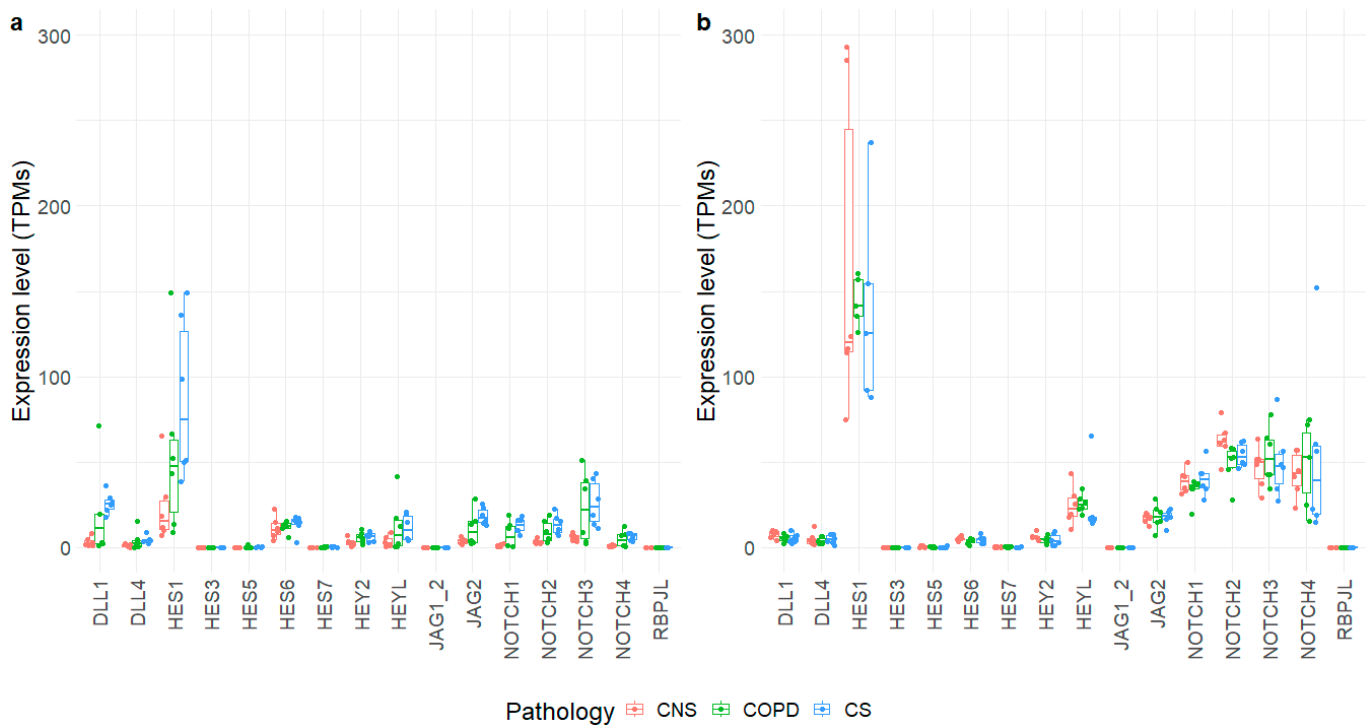 a
b
Expression level (TPMs)
300
200
100
0
DLL1
DLL4
HES1
HES3
HES5
HES6
HES7
HEY2
HEYL
JAG1_2
JAG2
NOTCH1
NOTCH2
NOTCH3
NOTCH4
RBPJL
Expression level (TPMs)
300
200
100
0
DLL1
DLL4
HES1
HES3
HES5
HES6
HES7
HEY2
HEYL
JAG1_2
JAG2
NOTCH1
NOTCH2
NOTCH3
NOTCH4
RBPJL
Pathology CNS COPD CS